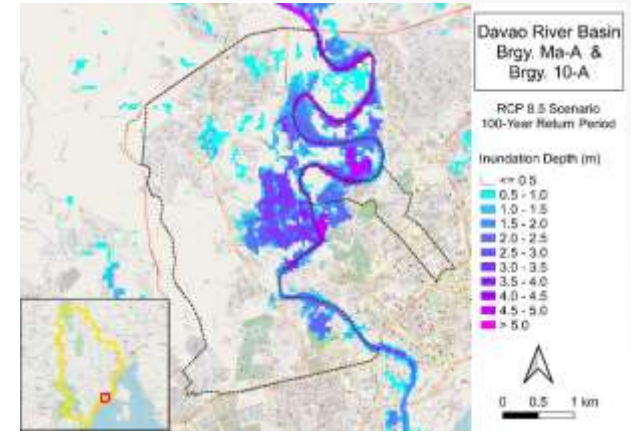 Davao River Basin
Brgy. Ma-A &
Brgy. 10-A
RCP 8.5 Scenario
100-Year Return Period
Inundation Depth (m)
<= 0.5
0.5 - 1.0
1.0 - 1.5
1.5 - 2.0
2.0 - 2.5
2.5 - 3.0
3.0 - 3.5
3.5 - 4.0
4.0 - 4.5
4.5 - 5.0
> 5.0
0 0.5 1 km